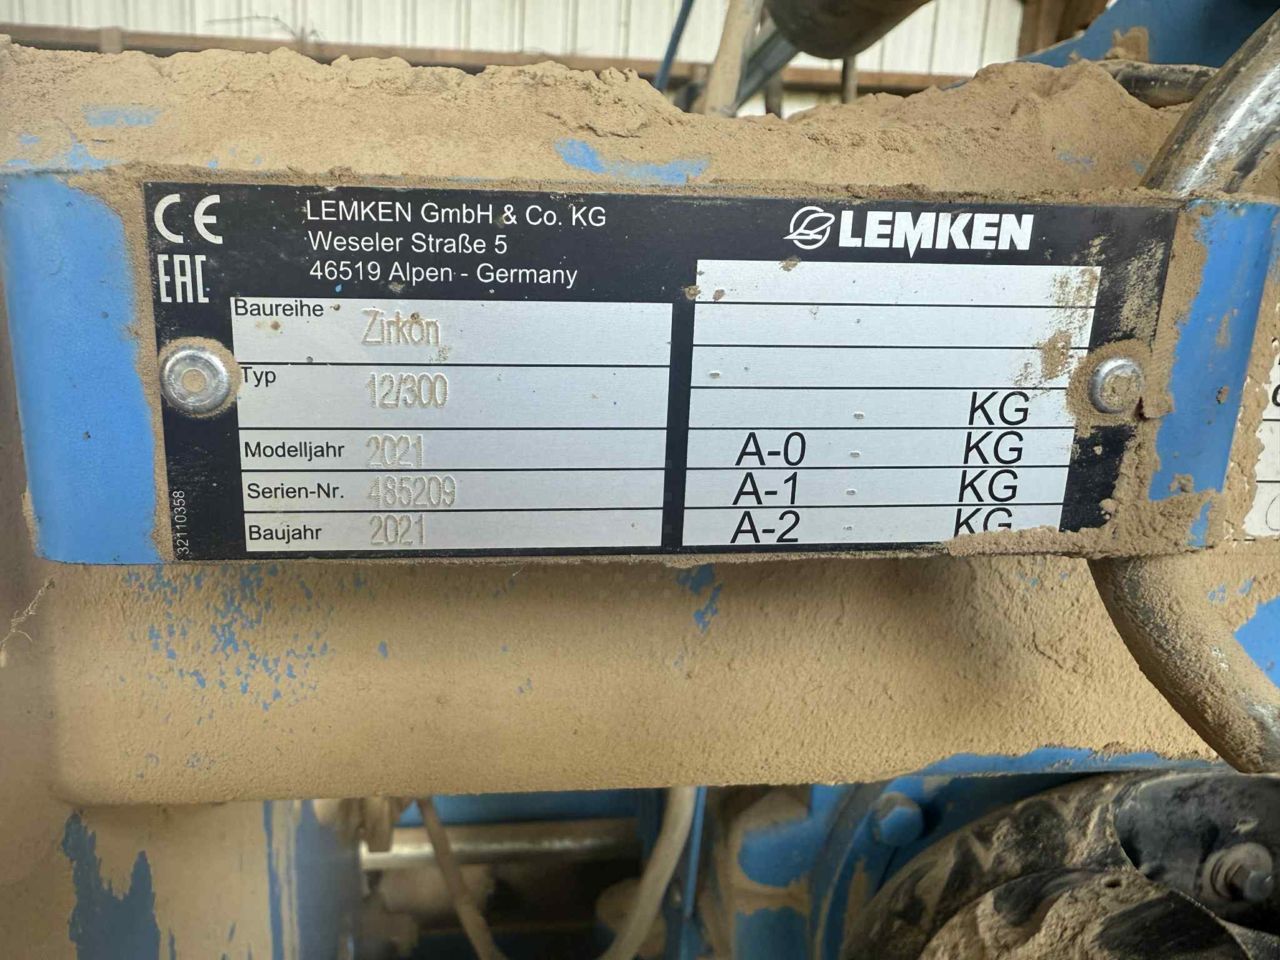 CE
EAC
LEMKEN GmbH & Co. KG
Weseler Straße 5
46519 Alpen - Germany
LEMKEN
Baureihe Zirkon
Typ 12/300
Modelljahr 2021
Serien-Nr. 485209
Baujahr 2021
32110358
-
-
- KG
A-0 - KG
A-1 - KG
A-2 - KG